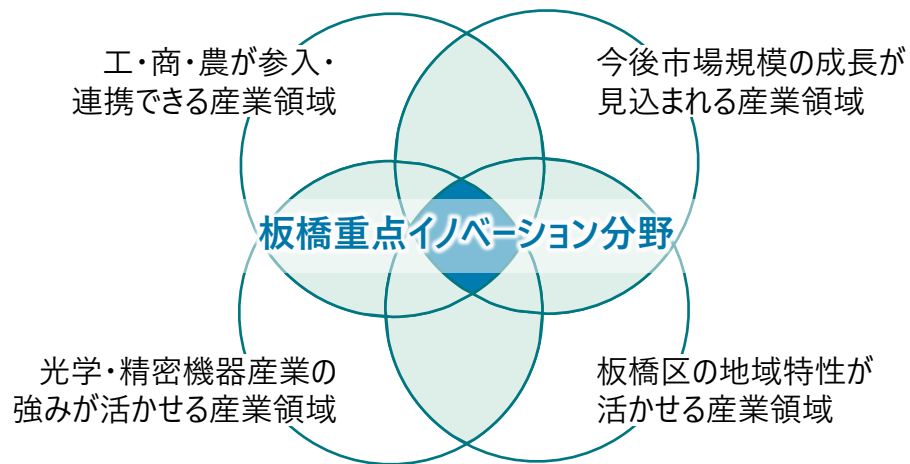 工・商・農が参入・
連携できる産業領域
今後市場規模の成長が
見込まれる産業領域
板橋重点イノベーション分野
光学・精密機器産業の
強みが活かせる産業領域
板橋区の地域特性が
活かせる産業領域